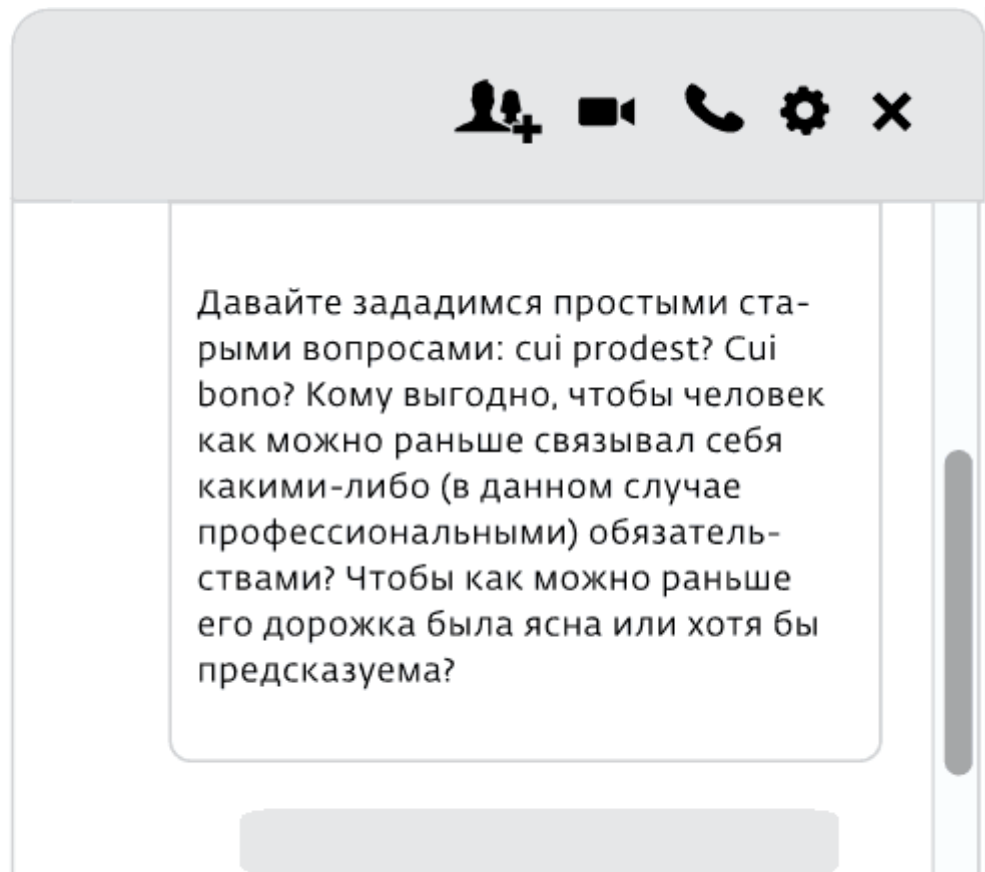 Давайте зададимся простыми ста-
рыми вопросами: cui prodest? Cui
bono? Кому выгодно, чтобы человек
как можно раньше связывал себя
какими-либо (в данном случае
профессиональными) обязатель-
ствами? Чтобы как можно раньше
его дорожка была ясна или хотя бы
предсказуема?